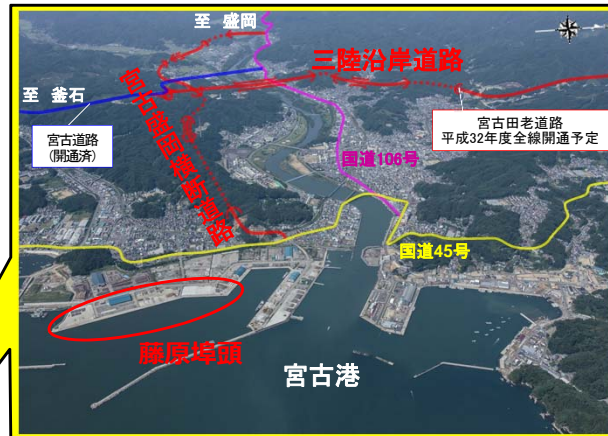 至 盛岡
三陸沿岸道路
至 釜石
宮古盛岡横断道路
宮古道路
(開通済)
宮古田老道路
平成32年度全線開通予定
国道106号
国道45号
藤原埠頭
宮古港